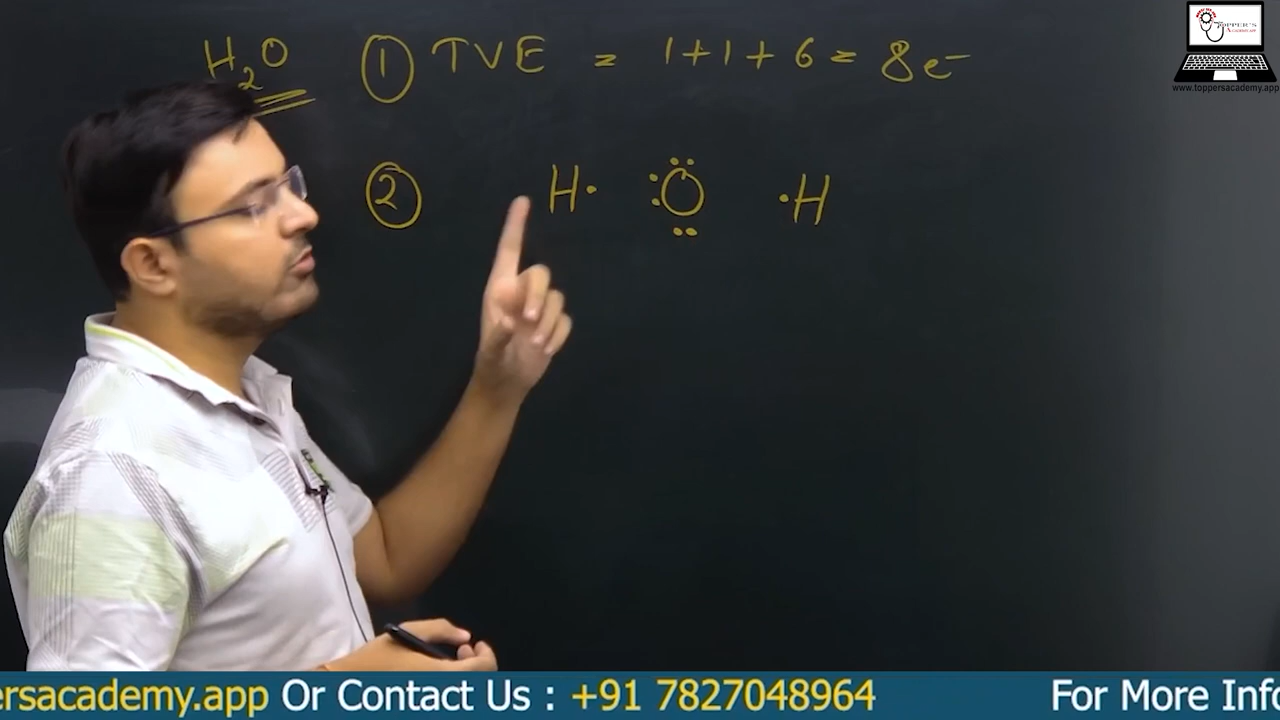 H₂O ① TVE = 1+1+6 = 8e⁻
② H· :Ö: ·H
TOPPER'S
www.toppersacademy.app
ersacademy.app Or Contact Us : +91 7827048964 For More Info